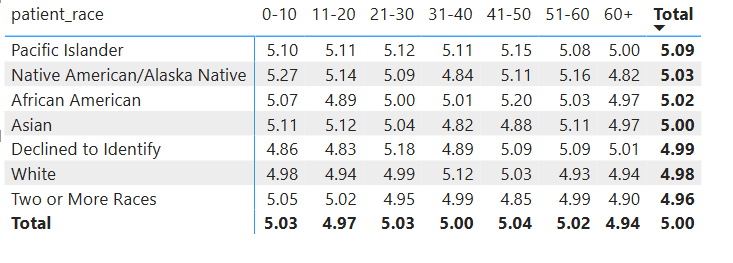 patient_race 0-10 11-20 21-30 31-40 41-50 51-60 60+ Total
Pacific Islander 5.10 5.11 5.12 5.11 5.15 5.08 5.00 5.09
Native American/Alaska Native 5.27 5.14 5.09 4.84 5.11 5.16 4.82 5.03
African American 5.07 4.89 5.00 5.01 5.20 5.03 4.97 5.02
Asian 5.11 5.12 5.04 4.82 4.88 5.11 4.97 5.00
Declined to Identify 4.86 4.83 5.18 4.89 5.09 5.09 5.01 4.99
White 4.98 4.94 4.99 5.12 5.03 4.93 4.94 4.98
Two or More Races 5.05 5.02 4.95 4.99 4.85 4.99 4.90 4.96
Total 5.03 4.97 5.03 5.00 5.04 5.02 4.94 5.00